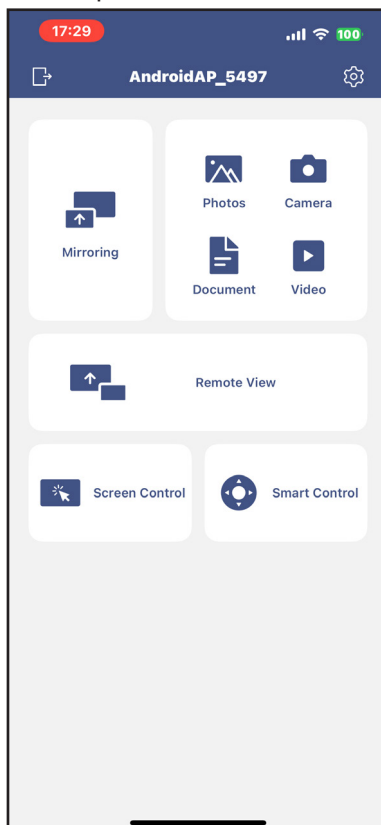 17:29
100
AndroidAP_5497
Photos
Camera
Mirroring
Document
Video
Remote View
Screen Control
Smart Control